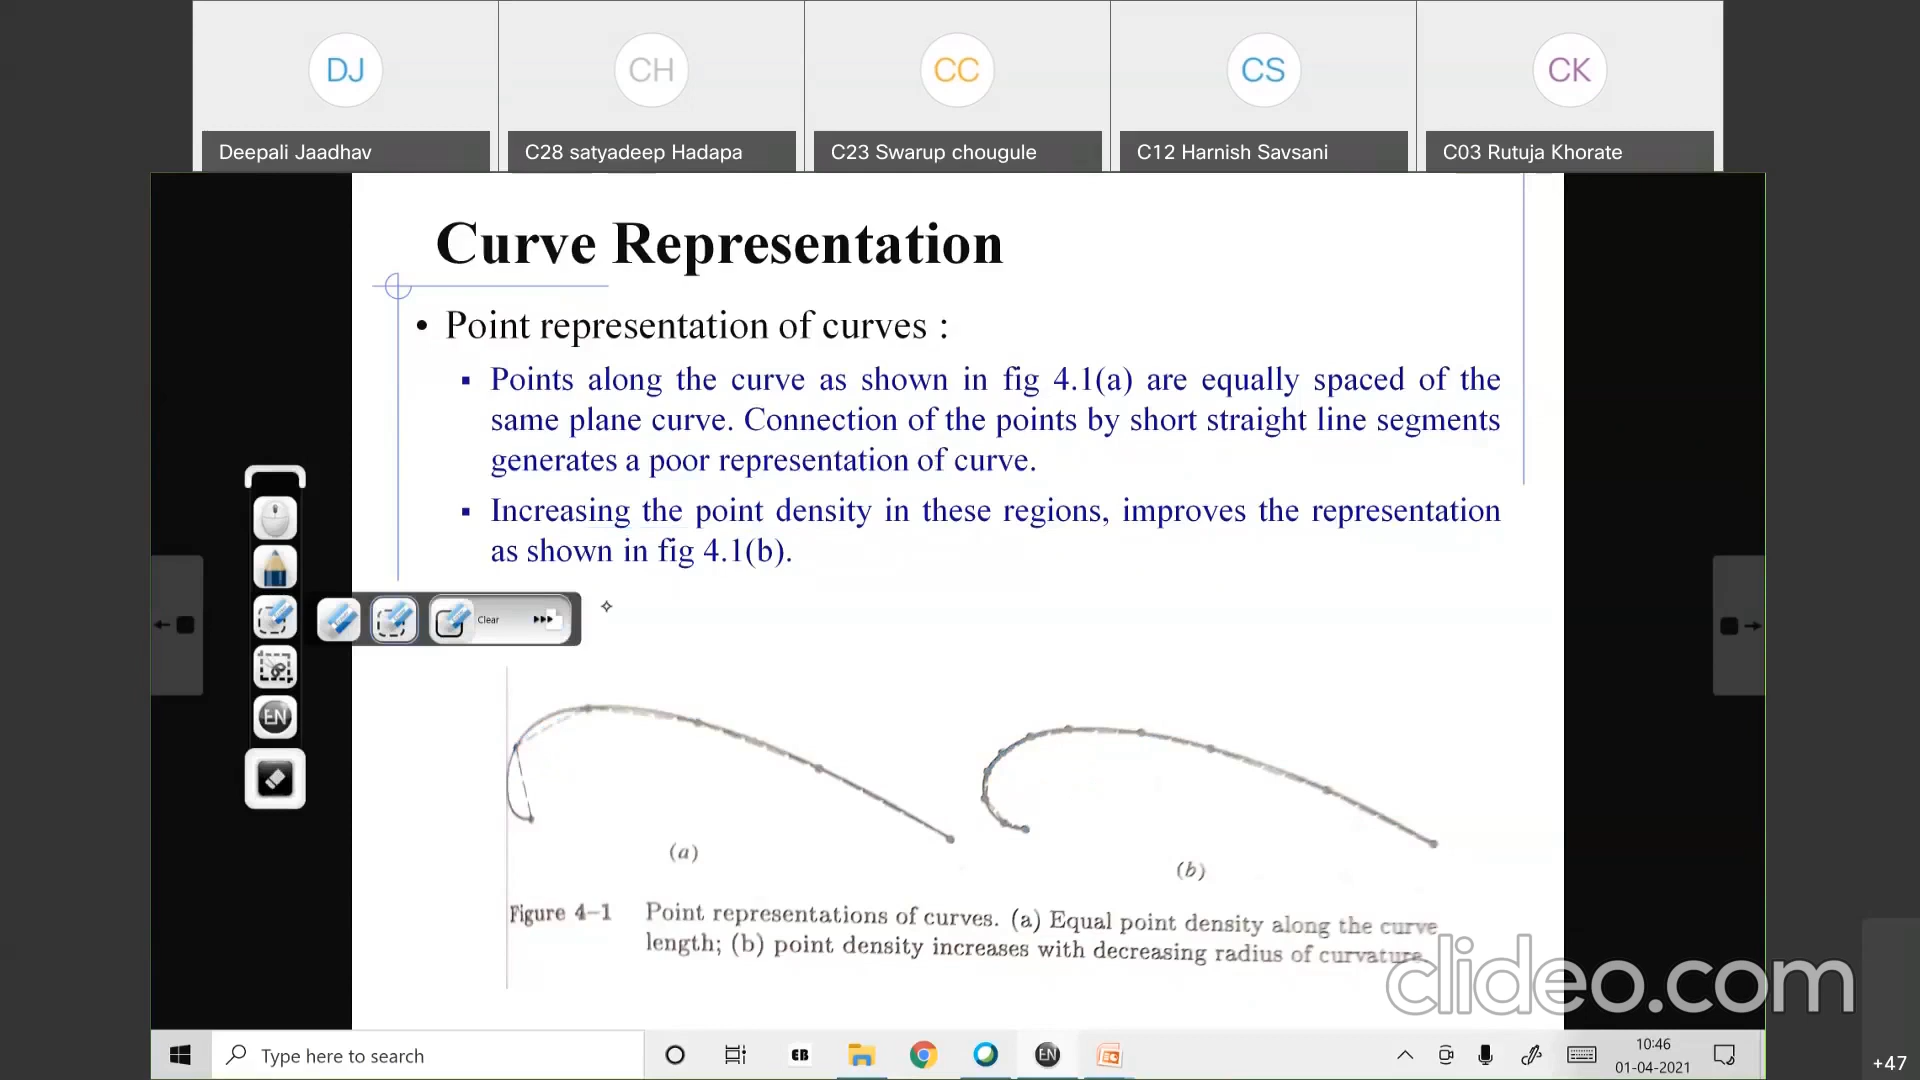 DJ
CH
CC
CS
CK
Deepali Jaadhav
C28 satyadeep Hadapa
C23 Swarup chougule
C12 Harnish Savsani
C03 Rutuja Khorate
Curve Representation
• Point representation of curves :
▪ Points along the curve as shown in fig 4.1(a) are equally spaced of the
same plane curve. Connection of the points by short straight line segments
generates a poor representation of curve.
▪ Increasing the point density in these regions, improves the representation
as shown in fig 4.1(b).
EN
Clear
(a)
(b)
Figure 4–1 Point representations of curves. (a) Equal point density along the curve
length; (b) point density increases with decreasing radius of curvature.
clideo.com
Type here to search
EB
EN
10:46
01-04-2021
+47